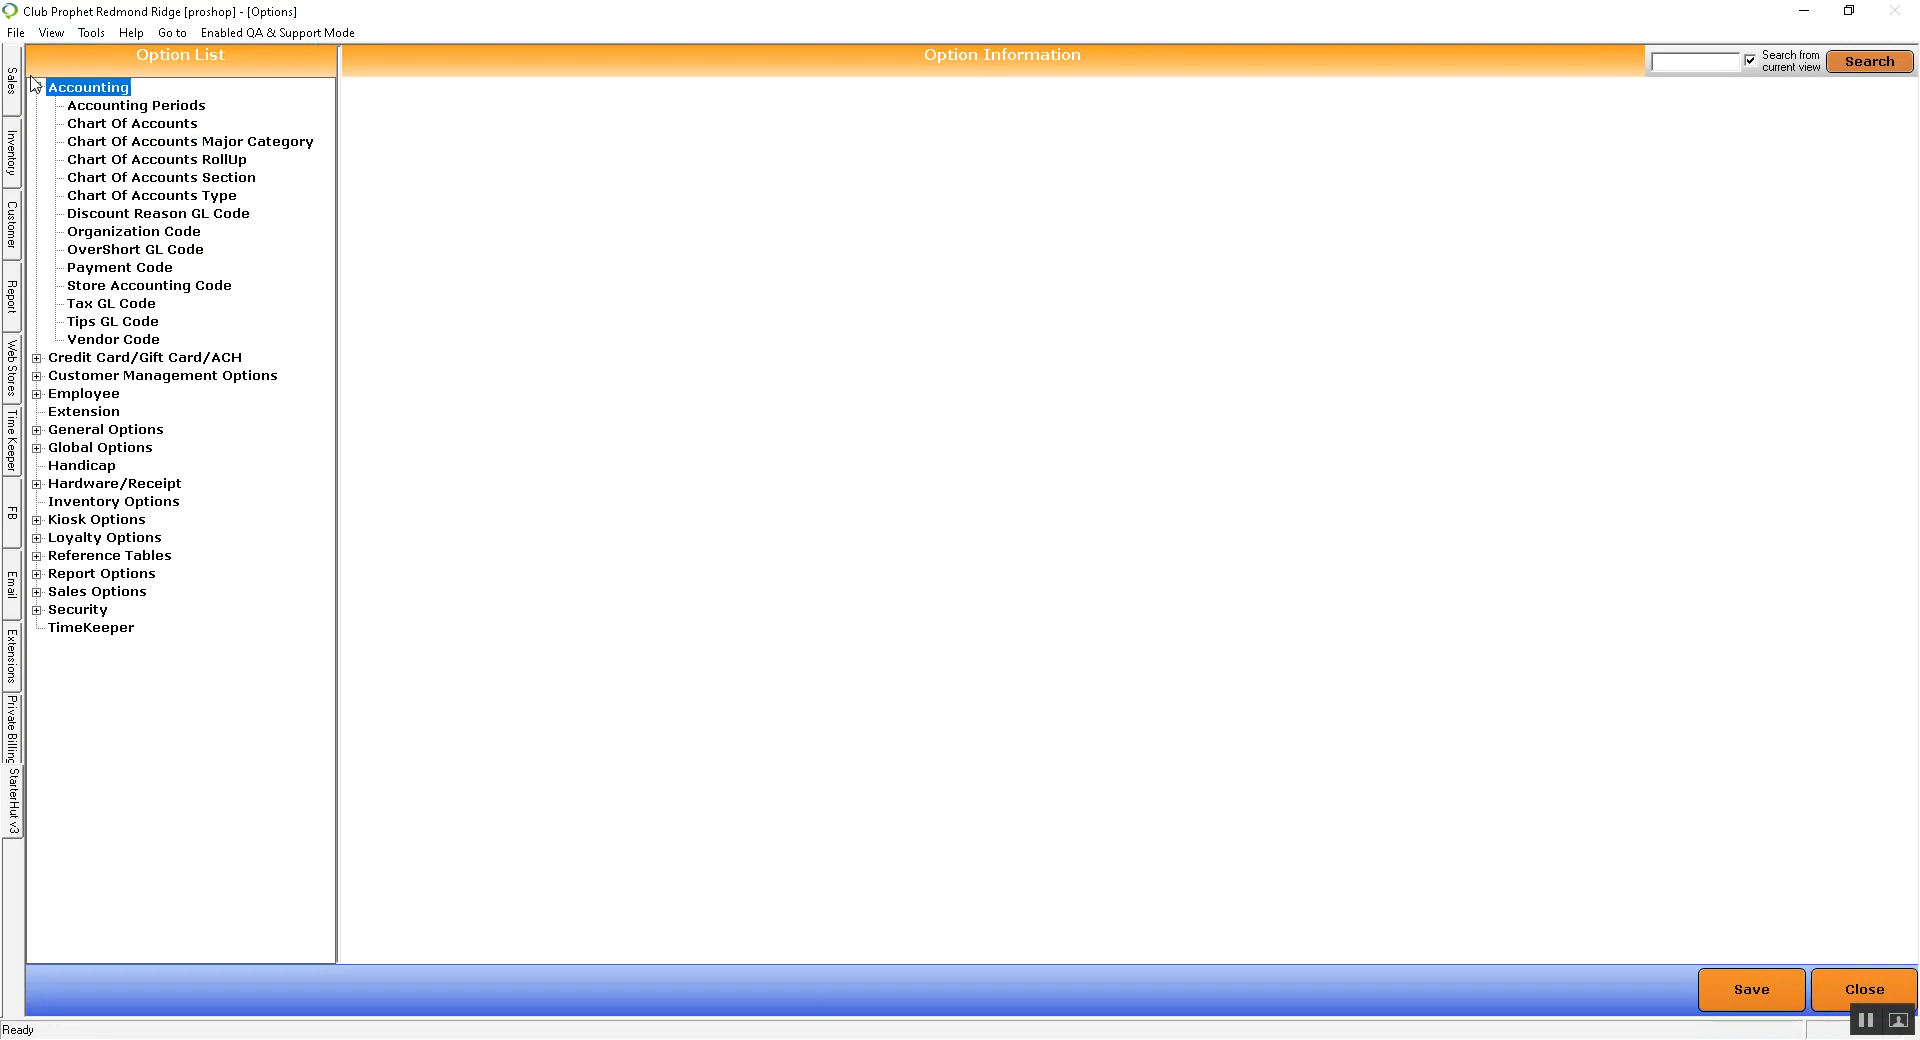 Club Prophet Redmond Ridge [proshop] - [Options]
File View Tools Help Go to Enabled QA & Support Mode
Option List
Option Information
Search from
current view
Search
Sales
Inventory
Customer
Report
Web Stores
Time Keeper
FB
Email
Extensions
Private Billing
StarterHut v3
Accounting
Accounting Periods
Chart Of Accounts
Chart Of Accounts Major Category
Chart Of Accounts RollUp
Chart Of Accounts Section
Chart Of Accounts Type
Discount Reason GL Code
Organization Code
OverShort GL Code
Payment Code
Store Accounting Code
Tax GL Code
Tips GL Code
Vendor Code
Credit Card/Gift Card/ACH
Customer Management Options
Employee
Extension
General Options
Global Options
Handicap
Hardware/Receipt
Inventory Options
Kiosk Options
Loyalty Options
Reference Tables
Report Options
Sales Options
Security
TimeKeeper
Save
Close
Ready